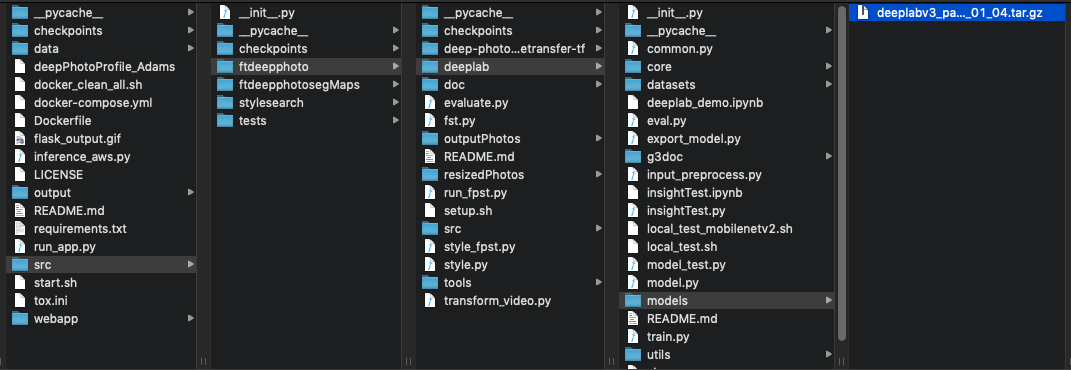 __pycache__
checkpoints
data
deepPhotoProfile_Adams
docker_clean_all.sh
docker-compose.yml
Dockerfile
flask_output.gif
inference_aws.py
LICENSE
output
README.md
requirements.txt
run_app.py
src
start.sh
tox.ini
webapp
__init__.py
__pycache__
checkpoints
ftdeepphoto
ftdeepphotosegMaps
stylesearch
tests
__pycache__
checkpoints
deep-photo...etransfer-tf
deeplab
doc
evaluate.py
fst.py
outputPhotos
README.md
resizedPhotos
run_fpst.py
setup.sh
src
style_fpst.py
style.py
tools
transform_video.py
__init__.py
__pycache__
common.py
core
datasets
deeplab_demo.ipynb
eval.py
export_model.py
g3doc
input_preprocess.py
insightTest.ipynb
insightTest.py
local_test_mobilenetv2.sh
local_test.sh
model_test.py
model.py
models
README.md
train.py
utils
deeplabv3_pa..._01_04.tar.gz